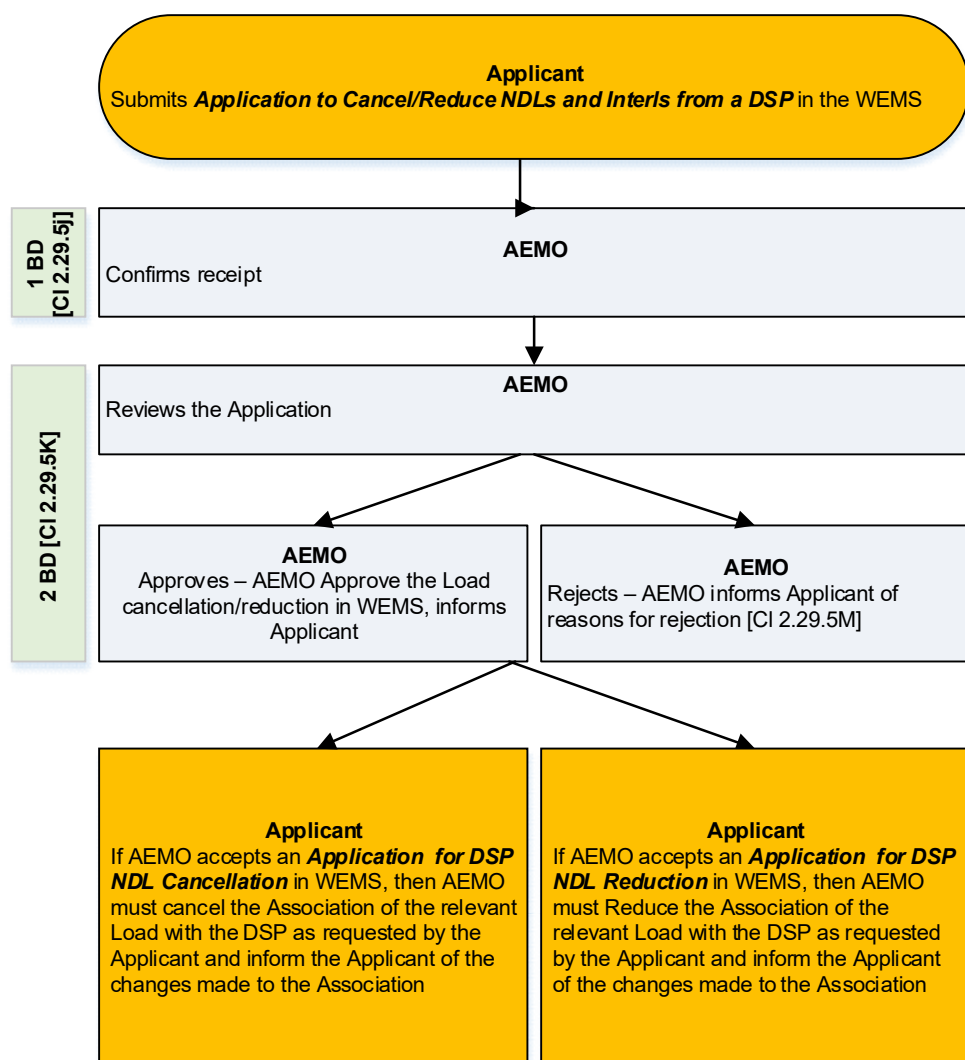 Applicant
Submits Application to Cancel/Reduce NDLs and Interls from a DSP in the WEMS
1 BD
[Cl 2.29.5j]
AEMO
Confirms receipt
2 BD [Cl 2.29.5K]
AEMO
Reviews the Application
AEMO
Approves – AEMO Approve the Load
cancellation/reduction in WEMS, informs
Applicant
AEMO
Rejects – AEMO informs Applicant of
reasons for rejection [Cl 2.29.5M]
Applicant
If AEMO accepts an Application for DSP
NDL Cancellation in WEMS, then AEMO
must cancel the Association of the relevant
Load with the DSP as requested by the
Applicant and inform the Applicant of the
changes made to the Association
Applicant
If AEMO accepts an Application for DSP
NDL Reduction in WEMS, then AEMO
must Reduce the Association of the
relevant Load with the DSP as requested
by the Applicant and inform the Applicant
of the changes made to the Association